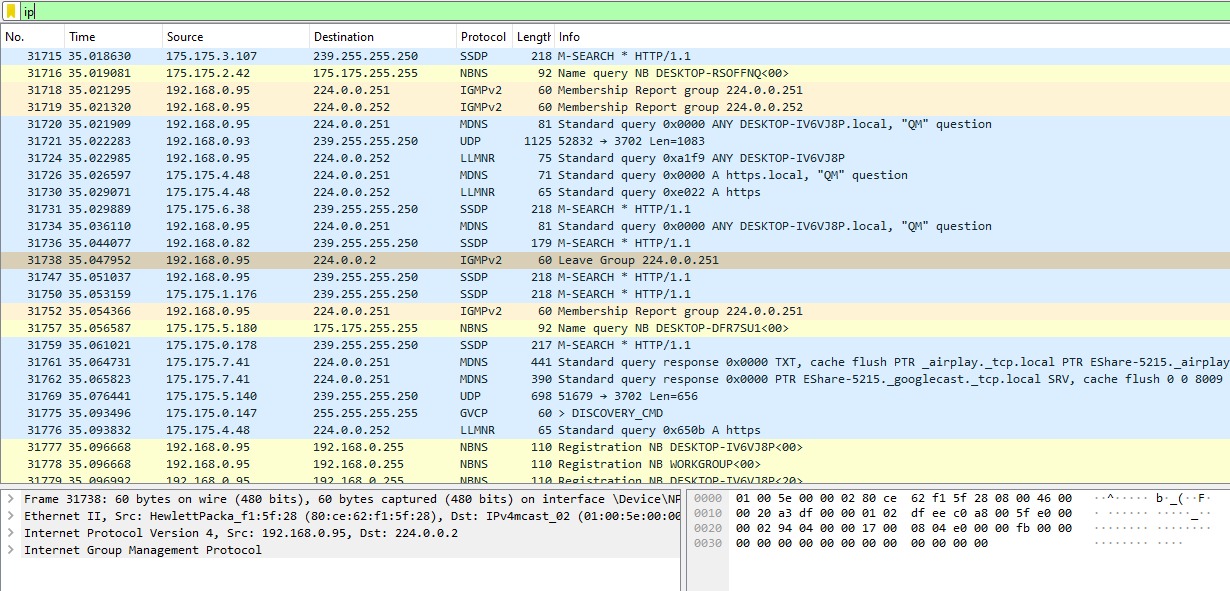 ip
No. Time Source Destination Protocol Length Info
31715 35.018630 175.175.3.107 239.255.255.250 SSDP 218 M-SEARCH * HTTP/1.1
31716 35.019081 175.175.2.42 175.175.255.255 NBNS 92 Name query NB DESKTOP-RSOFFNQ<00>
31718 35.021295 192.168.0.95 224.0.0.251 IGMPv2 60 Membership Report group 224.0.0.251
31719 35.021320 192.168.0.95 224.0.0.252 IGMPv2 60 Membership Report group 224.0.0.252
31720 35.021909 192.168.0.95 224.0.0.251 MDNS 81 Standard query 0x0000 ANY DESKTOP-IV6VJ8P.local, "QM" question
31721 35.022283 192.168.0.93 239.255.255.250 UDP 1125 52832 → 3702 Len=1083
31724 35.022985 192.168.0.95 224.0.0.252 LLMNR 75 Standard query 0xa1f9 ANY DESKTOP-IV6VJ8P
31726 35.026597 175.175.4.48 224.0.0.251 MDNS 71 Standard query 0x0000 A https.local, "QM" question
31730 35.029071 175.175.4.48 224.0.0.252 LLMNR 65 Standard query 0xe022 A https
31731 35.029889 175.175.6.38 239.255.255.250 SSDP 218 M-SEARCH * HTTP/1.1
31734 35.036110 192.168.0.95 224.0.0.251 MDNS 81 Standard query 0x0000 ANY DESKTOP-IV6VJ8P.local, "QM" question
31736 35.044077 192.168.0.82 239.255.255.250 SSDP 179 M-SEARCH * HTTP/1.1
31738 35.047952 192.168.0.95 224.0.0.2 IGMPv2 60 Leave Group 224.0.0.251
31747 35.051037 192.168.0.95 239.255.255.250 SSDP 218 M-SEARCH * HTTP/1.1
31750 35.053159 175.175.1.176 239.255.255.250 SSDP 218 M-SEARCH * HTTP/1.1
31752 35.054366 192.168.0.95 224.0.0.251 IGMPv2 60 Membership Report group 224.0.0.251
31757 35.056587 175.175.5.180 175.175.255.255 NBNS 92 Name query NB DESKTOP-DFR7SU1<00>
31759 35.061021 175.175.0.178 239.255.255.250 SSDP 217 M-SEARCH * HTTP/1.1
31761 35.064731 175.175.7.41 224.0.0.251 MDNS 441 Standard query response 0x0000 TXT, cache flush PTR _airplay._tcp.local PTR EShare-5215._airplay
31762 35.065823 175.175.7.41 224.0.0.251 MDNS 390 Standard query response 0x0000 PTR EShare-5215._googlecast._tcp.local SRV, cache flush 0 0 8009
31769 35.076441 175.175.5.140 239.255.255.250 UDP 698 51679 → 3702 Len=656
31775 35.093496 175.175.0.147 255.255.255.255 GVCP 60 > DISCOVERY_CMD
31776 35.093832 175.175.4.48 224.0.0.252 LLMNR 65 Standard query 0x650b A https
31777 35.096668 192.168.0.95 192.168.0.255 NBNS 110 Registration NB DESKTOP-IV6VJ8P<00>
31778 35.096668 192.168.0.95 192.168.0.255 NBNS 110 Registration NB WORKGROUP<00>
31779 35.096992 192.168.0.95 192.168.0.255 NBNS 110 Registration NB DESKTOP-IV6VJ8P<20>
Frame 31738: 60 bytes on wire (480 bits), 60 bytes captured (480 bits) on interface \Device\NP
Ethernet II, Src: HewlettPacka_f1:5f:28 (80:ce:62:f1:5f:28), Dst: IPv4mcast_02 (01:00:5e:00:00
Internet Protocol Version 4, Src: 192.168.0.95, Dst: 224.0.0.2
Internet Group Management Protocol
0000 01 00 5e 00 00 02 80 ce 62 f1 5f 28 08 00 46 00 ··^····· b·_(··F·
0010 00 20 a3 df 00 00 01 02 df ee c0 a8 00 5f e0 00 · ······ ·····_··
0020 00 02 94 04 00 00 17 00 08 04 e0 00 00 fb 00 00 ········ ········
0030 00 00 00 00 00 00 00 00 00 00 00 00 ········ ····